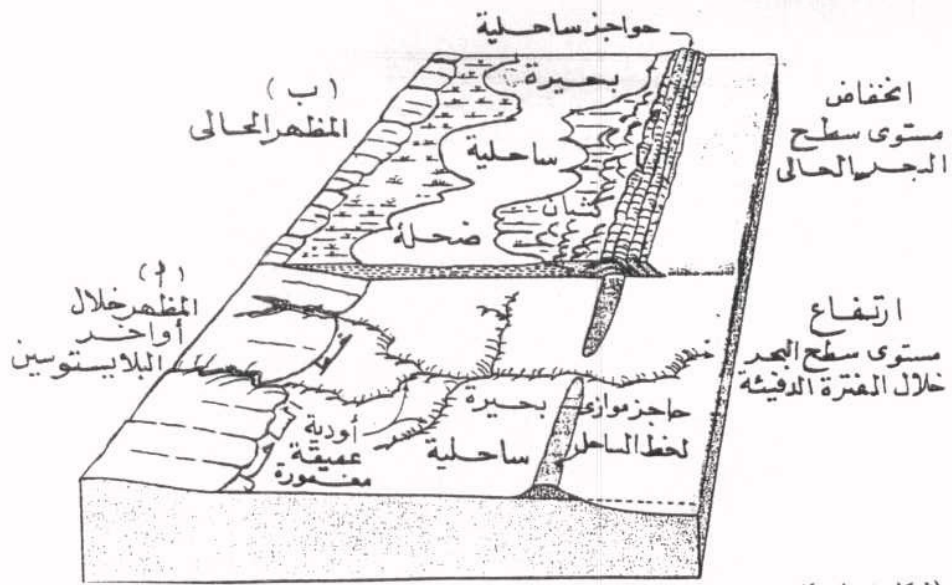 حواجز ساحلية
بحيرة
ساحلية
ضحلة
كثبان
(ب)
المظهر الحالى
انخفاض
مستوى سطح
البحر الحالى
(أ)
المظهر خلال
أواخر
البلايستوسين
ارتفاع
مستوى سطح البحر
خلال الفترة الدفيئة
بحيرة
ساحلية
حاجز موازى
لخط الساحل
أودية
عميقة
مغمورة